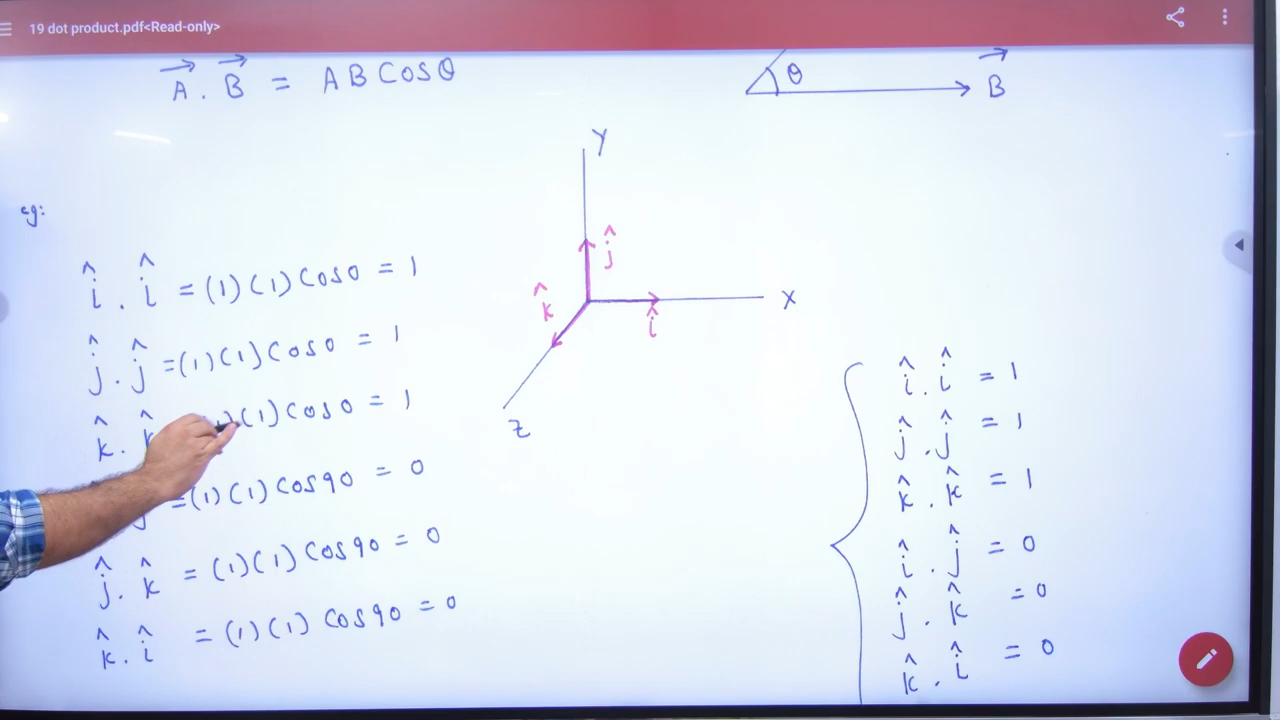 19 dot product.pdf<Read-only>
A⃗ . B⃗ = A B Cos θ
θ
B⃗
Y
eg:
ĵ
k̂
î
X
Z
î . î = (1)(1) Cos 0 = 1
ĵ . ĵ = (1)(1) Cos 0 = 1
k̂ . (1) Cos 0 = 1
= (1)(1) Cos 90 = 0
ĵ . k̂ = (1)(1) Cos 90 = 0
k̂ . î = (1)(1) Cos 90 = 0
î . î = 1
ĵ . ĵ = 1
k̂ . k̂ = 1
î . ĵ = 0
ĵ . k̂ = 0
k̂ . î = 0